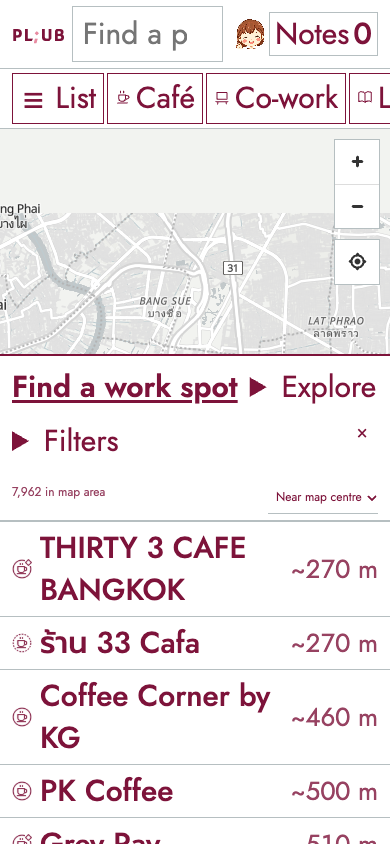 PL;UB Find a p Notes 0
List Café Co-work L
+
ng Phai
างไผ่
−
31
BANG SUE
บางซื่อ
ai
LAT PHRAO
ลาดพร้าว
Find a work spot Explore
Filters ×
7,962 in map area Near map centre
THIRTY 3 CAFE
BANGKOK ~270 m
ร้าน 33 Cafa ~270 m
Coffee Corner by
KG ~460 m
PK Coffee ~500 m